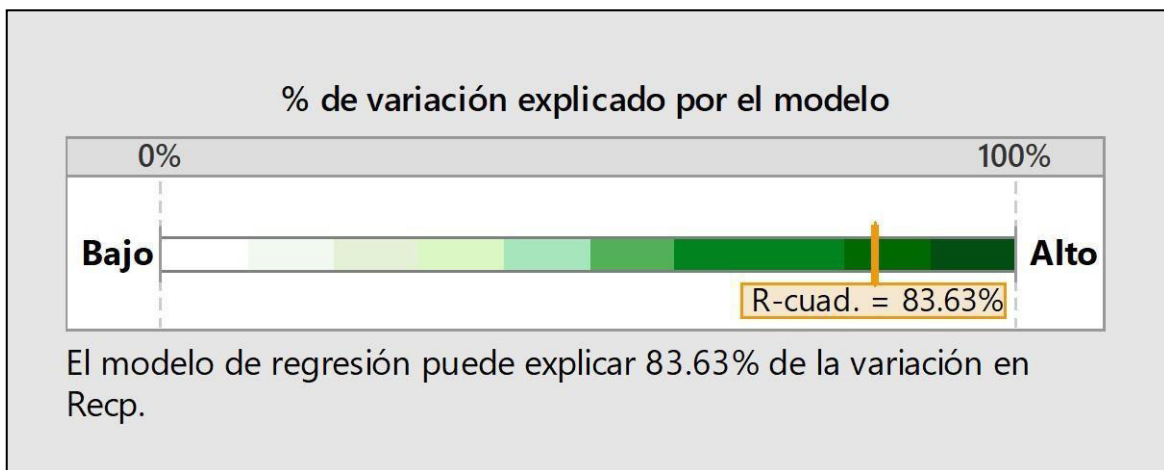 % de variación explicado por el modelo
0% 100%
Bajo Alto
R-cuad. = 83.63%
El modelo de regresión puede explicar 83.63% de la variación en
Recp.